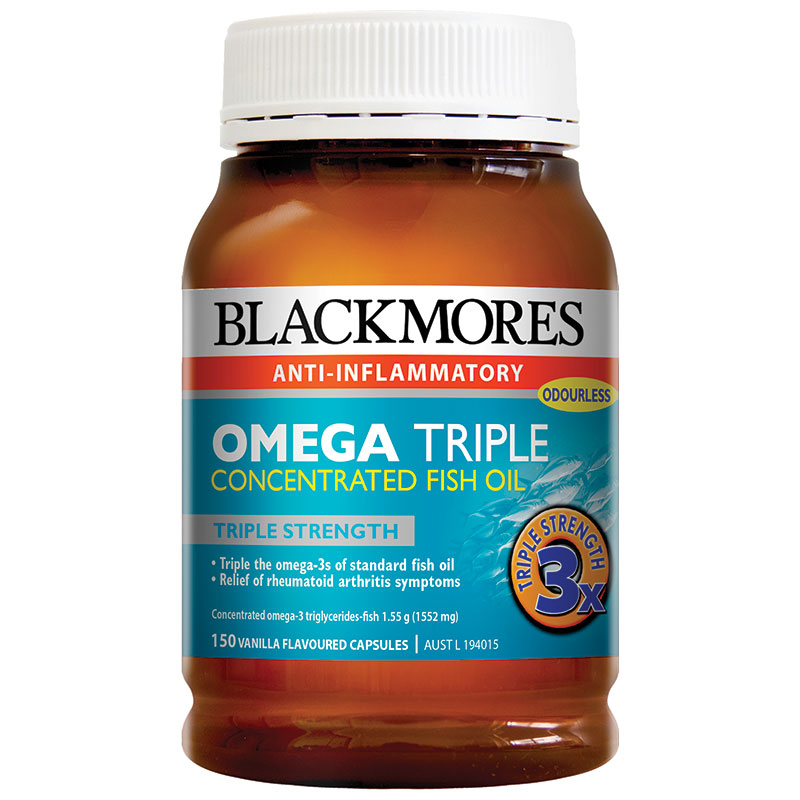 BLACKMORES
ANTI-INFLAMMATORY
ODOURLESS
OMEGA TRIPLE
CONCENTRATED FISH OIL
TRIPLE STRENGTH
• Triple the omega-3s of standard fish oil
• Relief of rheumatoid arthritis symptoms
TRIPLE STRENGTH
3x
Concentrated omega-3 triglycerides-fish 1.55 g (1552 mg)
150 VANILLA FLAVOURED CAPSULES | AUST L 194015